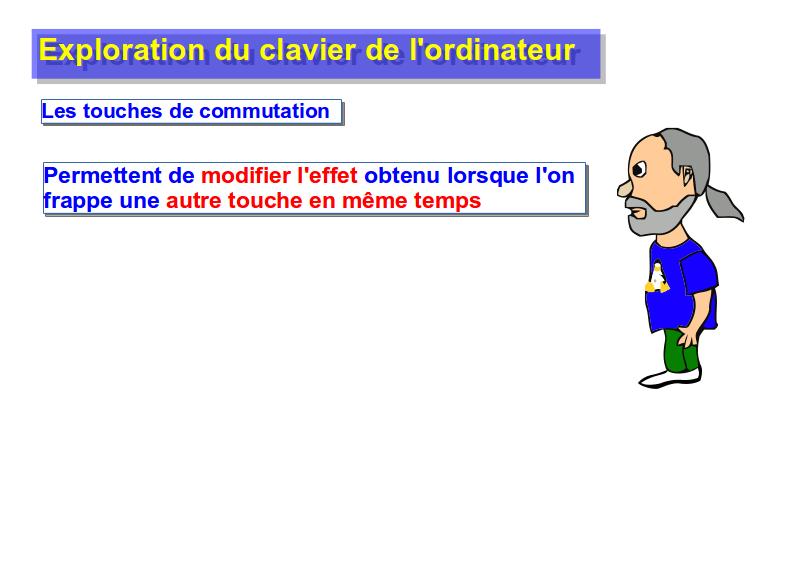 Exploration du clavier de l'ordinateur
Les touches de commutation
Permettent de modifier l'effet obtenu lorsque l'on
frappe une autre touche en même temps